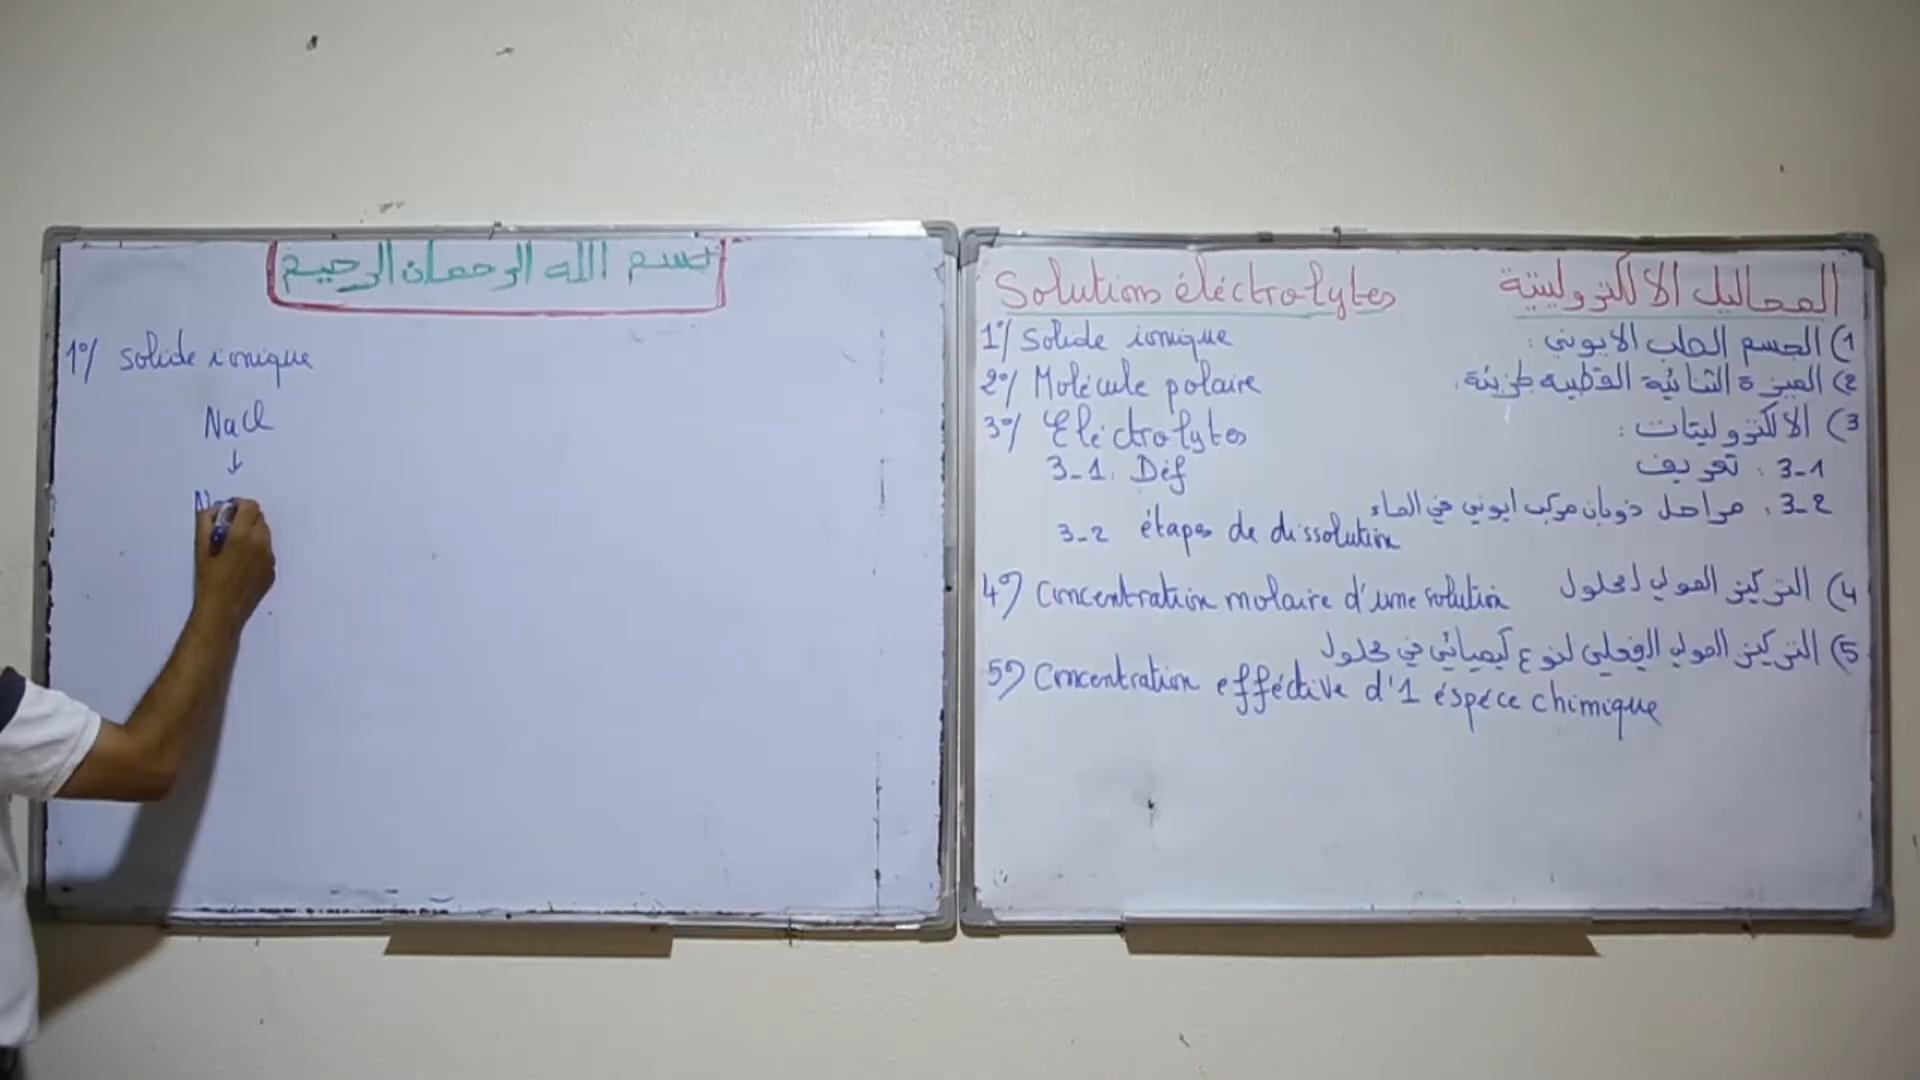 بسم الله الرحمان الرحيم
1°/ solide ionique
NaCl
↓
Solutions éléctrolytes
المحاليل الالكتروليتية
1°/ Solide ionique
1) الجسم الصلب الايوني :
2°/ Molécule polaire
2) الميزة الثنائية القطبية لجزيئة.
3°/ Eléctrolytes
3) الالكتروليتات :
3-1. Déf
3-1 . تعريف
3-2 . مراحل ذوبان مركب ايوني في الماء
3-2 étapes de dissolution
4°) Concentration molaire d'une solution
4) التركيز المولي لمحلول
5) التركيز المولي الفعلي لنوع كيميائي في محلول
5°) Concentration effective d'1 éspéce chimique